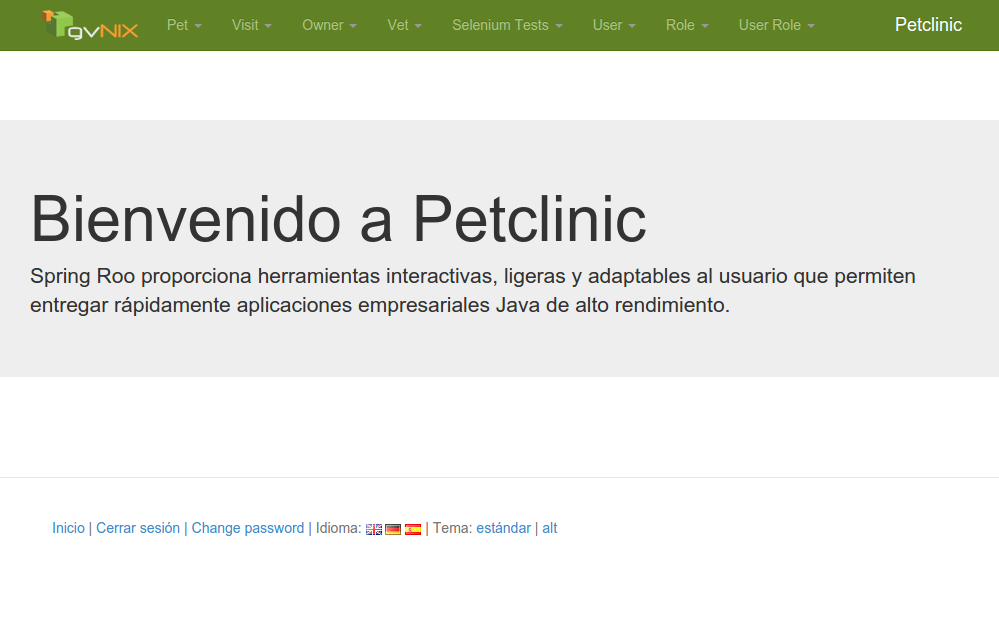 gvNIX Pet Visit Owner Vet Selenium Tests User Role User Role Petclinic
Bienvenido a Petclinic
Spring Roo proporciona herramientas interactivas, ligeras y adaptables al usuario que permiten
entregar rápidamente aplicaciones empresariales Java de alto rendimiento.
Inicio | Cerrar sesión | Change password | Idioma: | Tema: estándar | alt